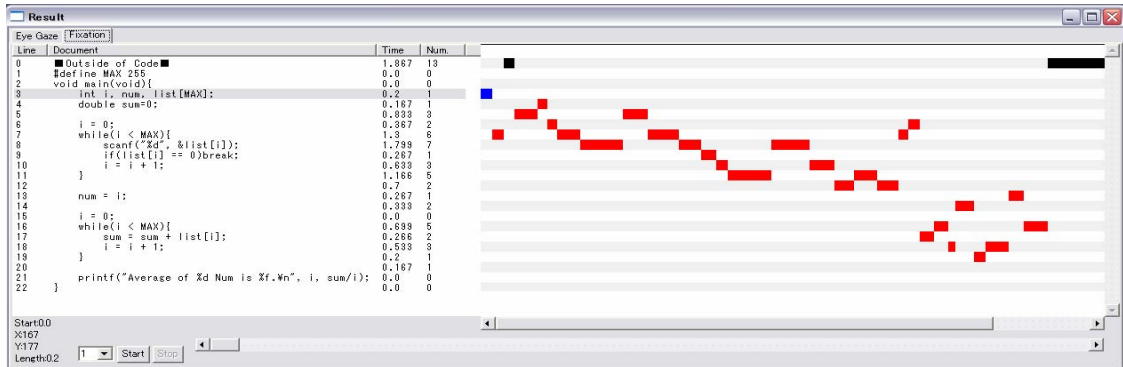 Result
Eye Gaze Fixation
Line Document Time Num.
0 ■Outside of Code■ 1.867 13
1 #define MAX 255 0.0 0
2 void main(void){ 0.0 0
3 int i, num, list[MAX]; 0.2 1
4 double sum=0; 0.167 1
5 0.833 3
6 i = 0; 0.367 2
7 while(i < MAX){ 1.3 6
8 scanf("%d", &list[i]); 1.799 7
9 if(list[i] == 0)break; 0.267 1
10 i = i + 1; 0.633 3
11 } 1.166 5
12 0.7 2
13 num = i; 0.267 1
14 0.333 2
15 i = 0; 0.0 0
16 while(i < MAX){ 0.699 5
17 sum = sum + list[i]; 0.266 2
18 i = i + 1; 0.533 3
19 } 0.2 1
20 0.167 1
21 printf("Average of %d Num is %f.¥n", i, sum/i); 0.0 0
22 } 0.0 0
Start:0.0
X:167
Y:177
Length:0.2 1 Start Stop